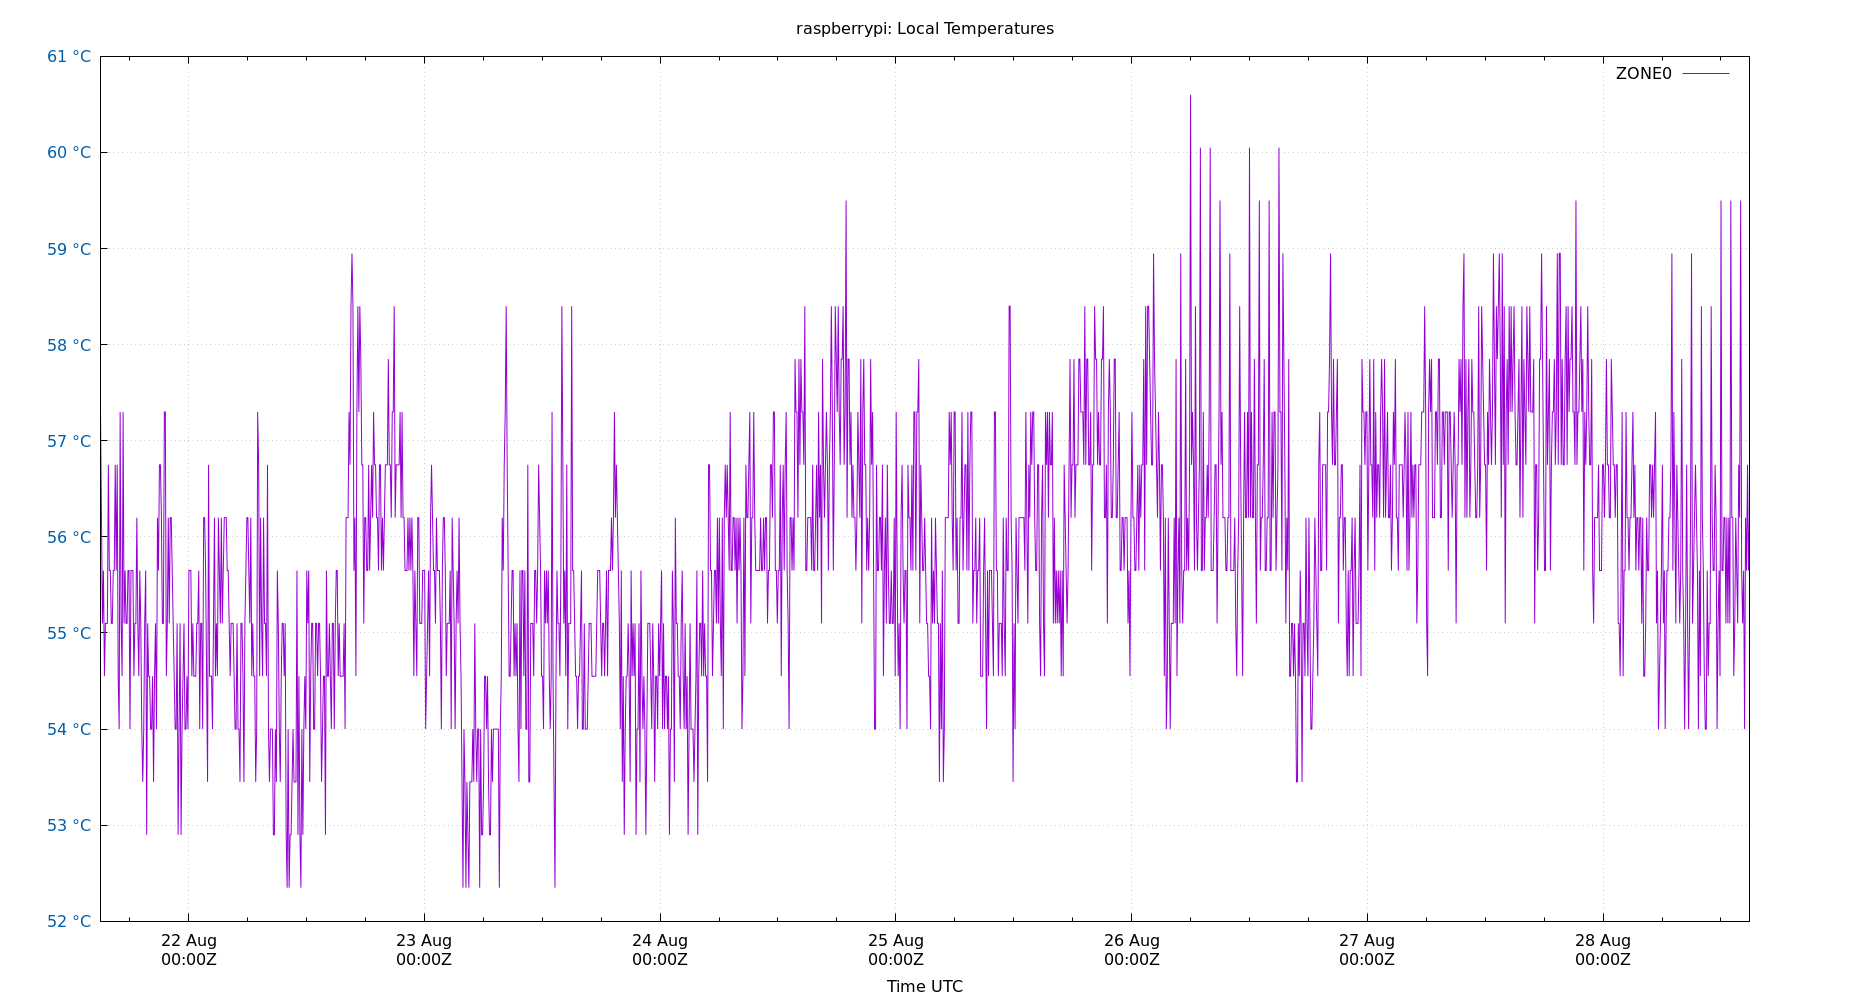 raspberrypi: Local Temperatures
ZONE0
61 °C
60 °C
59 °C
58 °C
57 °C
56 °C
55 °C
54 °C
53 °C
52 °C
22 Aug 23 Aug 24 Aug 25 Aug 26 Aug 27 Aug 28 Aug
00:00Z 00:00Z 00:00Z 00:00Z 00:00Z 00:00Z 00:00Z
Time UTC